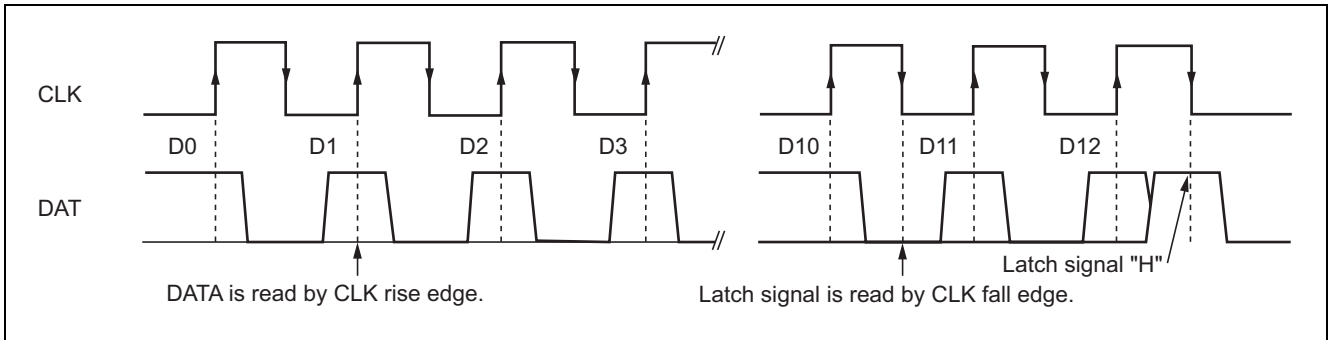 CLK
D0 D1 D2 D3 D10 D11 D12
DAT
Latch signal "H"
DATA is read by CLK rise edge. Latch signal is read by CLK fall edge.